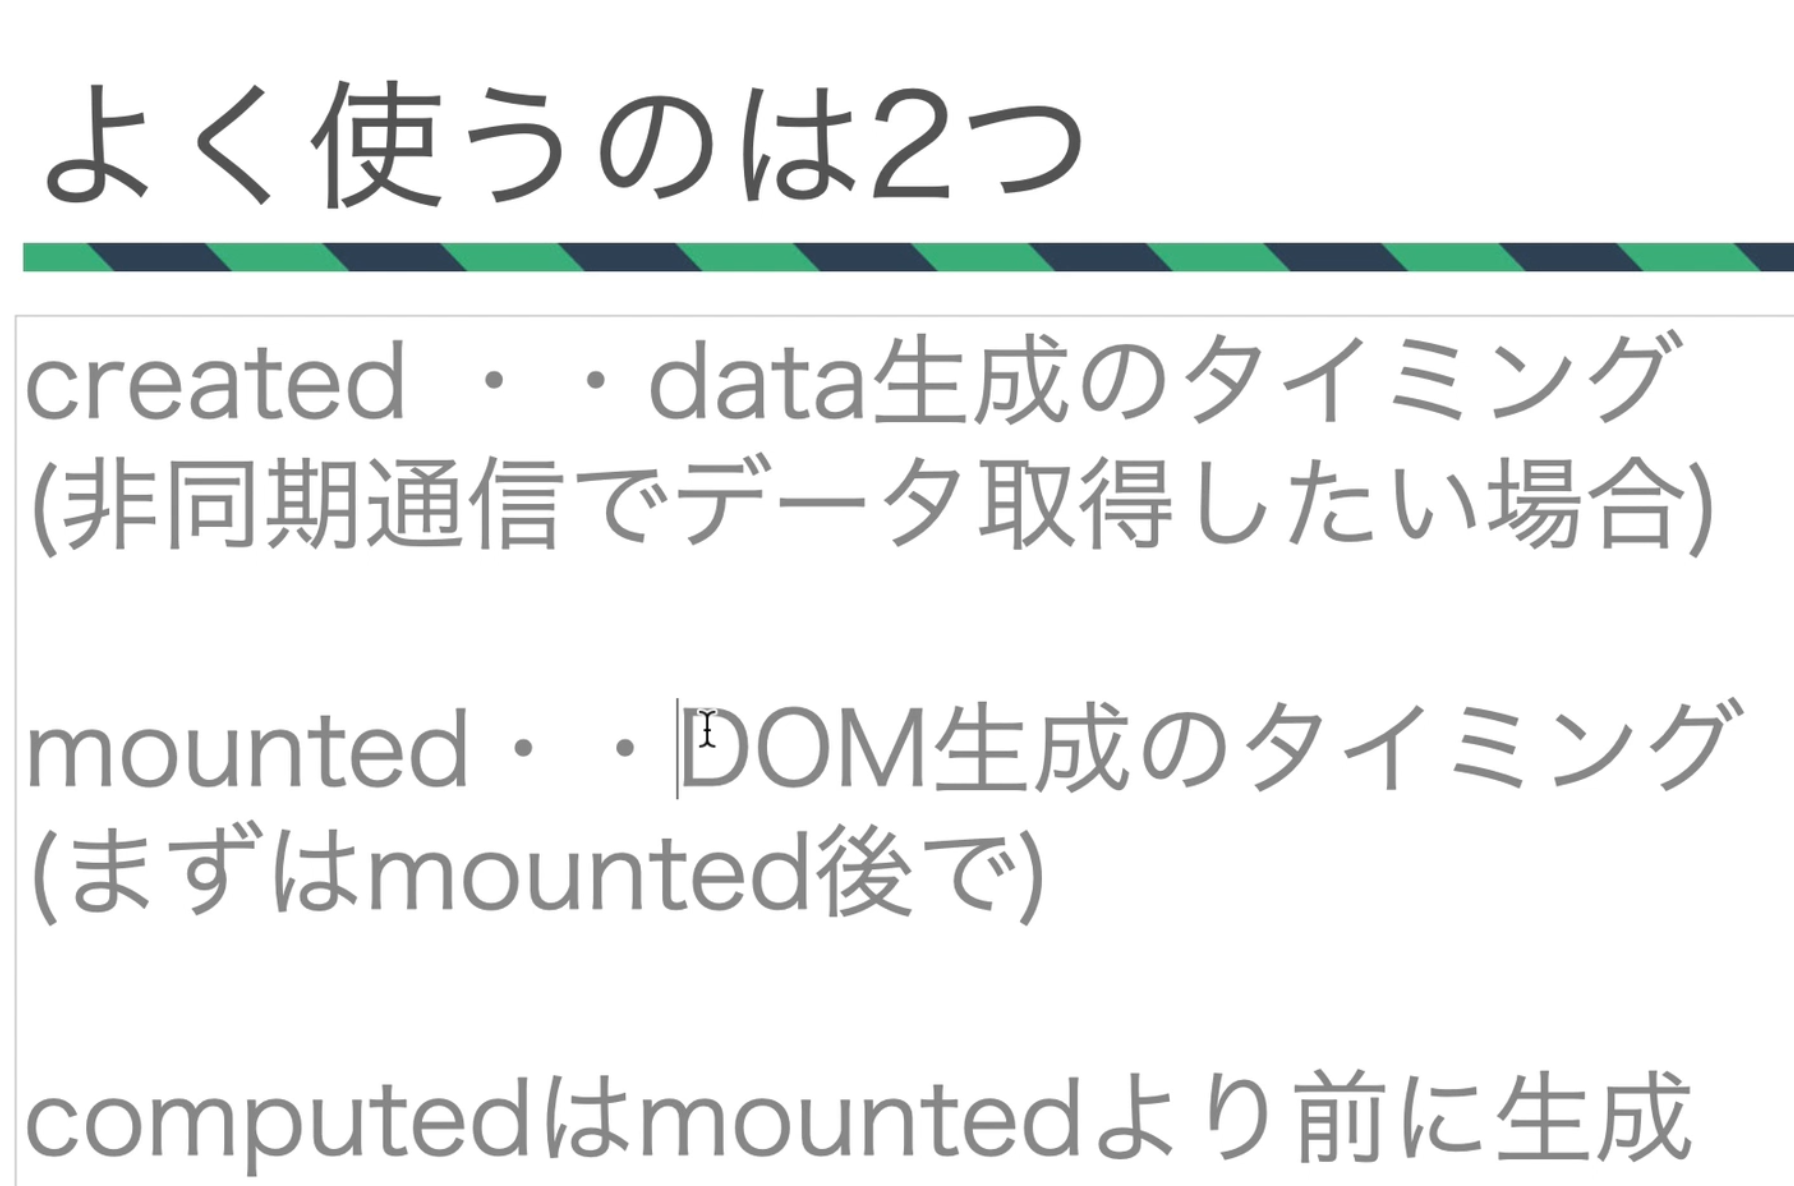 よく使うのは2つ
created ・・data生成のタイミング
(非同期通信でデータ取得したい場合)
mounted・・DOM生成のタイミング
(まずはmounted後で)
computedはmountedより前に生成